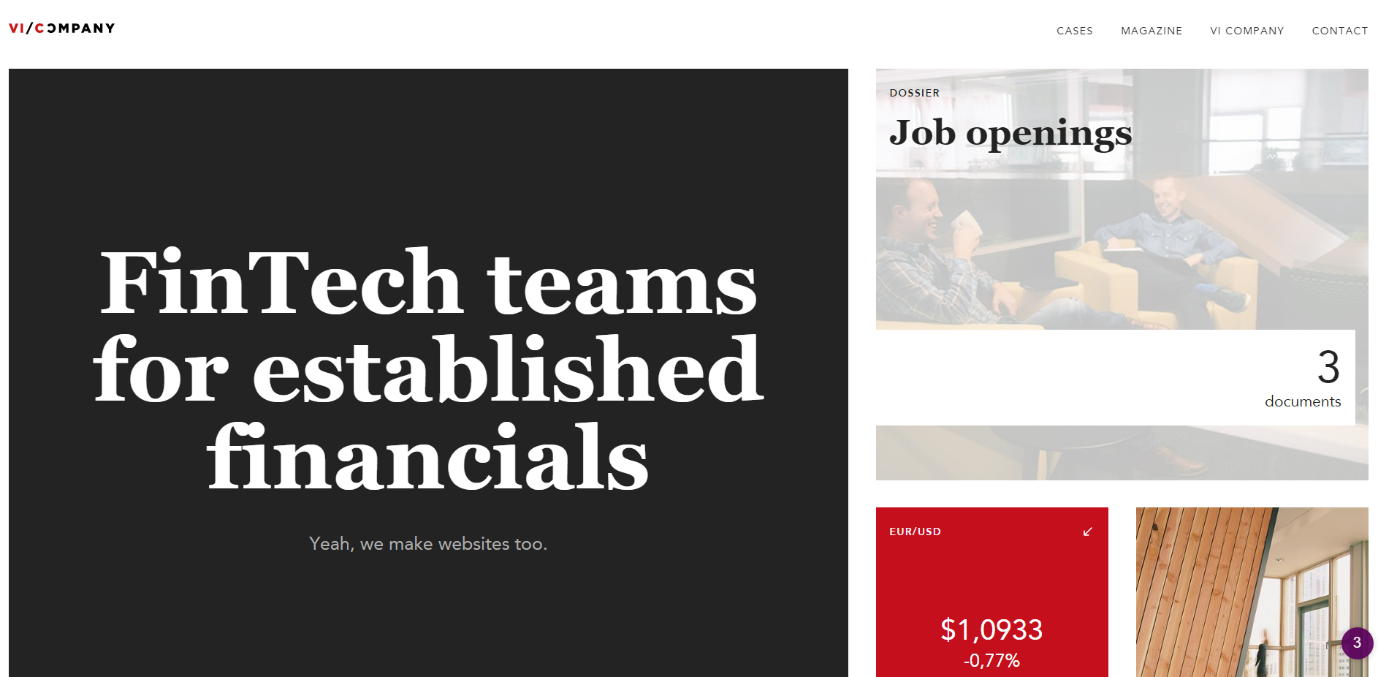 VI/COMPANY
CASES MAGAZINE VI COMPANY CONTACT
FinTech teams
for established
financials
Yeah, we make websites too.
DOSSIER
Job openings
3
documents
EUR/USD
$1,0933
-0,77%
3